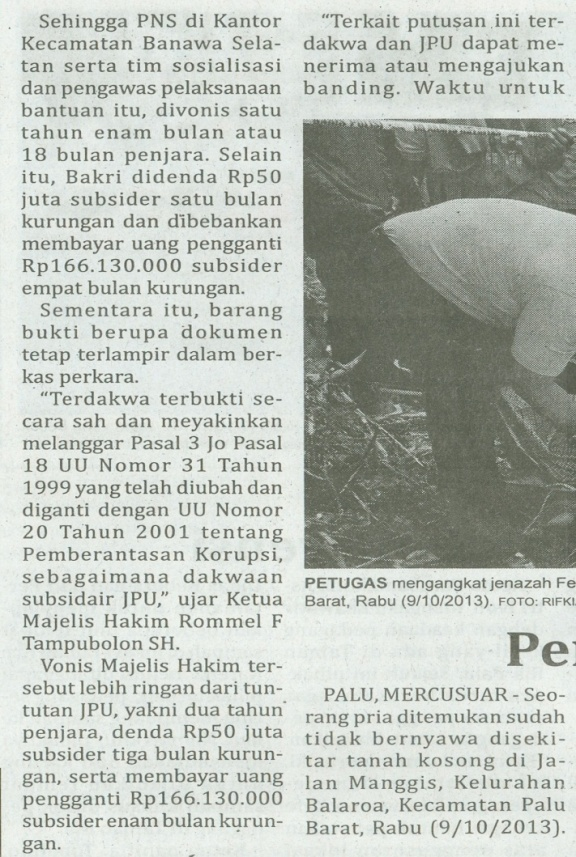 Sehingga PNS di Kantor
Kecamatan Banawa Sela-
tan serta tim sosialisasi
dan pengawas pelaksanaan
bantuan itu, divonis satu
tahun enam bulan atau
18 bulan penjara. Selain
itu, Bakri didenda Rp50
juta subsider satu bulan
kurungan dan dibebankan
membayar uang pengganti
Rp166.130.000 subsider
empat bulan kurungan.
Sementara itu, barang
bukti berupa dokumen
tetap terlampir dalam ber-
kas perkara.
“Terdakwa terbukti se-
cara sah dan meyakinkan
melanggar Pasal 3 Jo Pasal
18 UU Nomor 31 Tahun
1999 yang telah diubah dan
diganti dengan UU Nomor
20 Tahun 2001 tentang
Pemberantasan Korupsi,
sebagaimana dakwaan
subsidair JPU,” ujar Ketua
Majelis Hakim Rommel F
Tampubolon SH.
Vonis Majelis Hakim ter-
sebut lebih ringan dari tun-
tutan JPU, yakni dua tahun
penjara, denda Rp50 juta
subsider tiga bulan kurun-
gan, serta membayar uang
pengganti Rp166.130.000
subsider enam bulan kurun-
gan.
“Terkait putusan ini ter-
dakwa dan JPU dapat me-
nerima atau mengajukan
banding. Waktu untuk
PETUGAS mengangkat jenazah Fe
Barat, Rabu (9/10/2013). FOTO: RIFKI
Per
PALU, MERCUSUAR - Seo-
rang pria ditemukan sudah
tidak bernyawa diseki-
tar tanah kosong di Ja-
lan Manggis, Kelurahan
Balaroa, Kecamatan Palu
Barat, Rabu (9/10/2013).